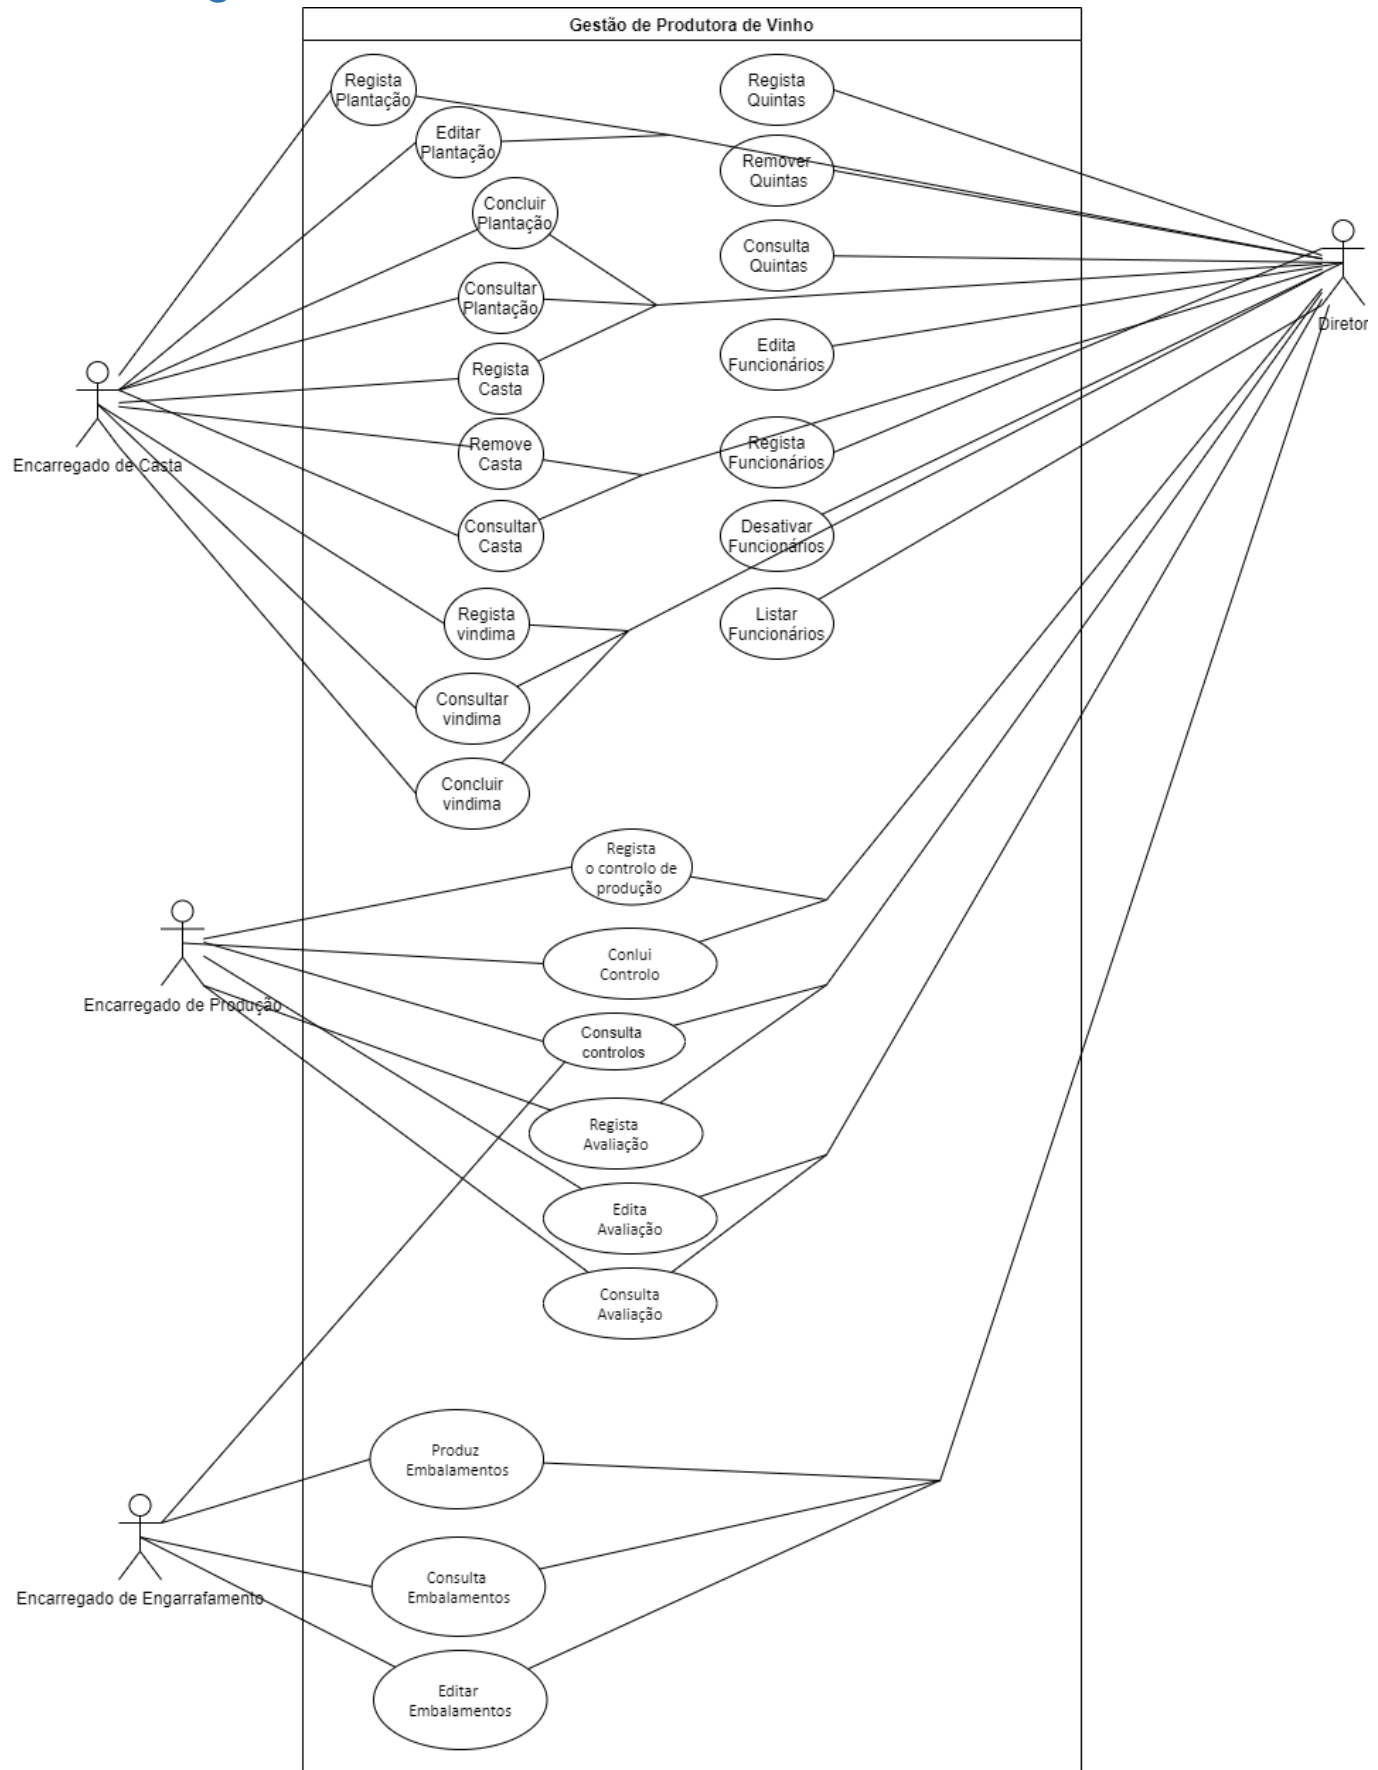 Gestão de Produtora de Vinho
Regista
Plantação
Regista
Quintas
Editar
Plantação
Remover
Quintas
Concluir
Plantação
Consulta
Quintas
Consultar
Plantação
Diretor
Edita
Funcionários
Regista
Casta
Encarregado de Casta
Remove
Casta
Regista
Funcionários
Consultar
Casta
Desativar
Funcionários
Regista
vindima
Listar
Funcionários
Consultar
vindima
Concluir
vindima
Regista
o controlo de
produção
Conlui
Controlo
Encarregado de Produção
Consulta
controlos
Regista
Avaliação
Edita
Avaliação
Consulta
Avaliação
Produz
Embalamentos
Consulta
Embalamentos
Encarregado de Engarrafamento
Editar
Embalamentos